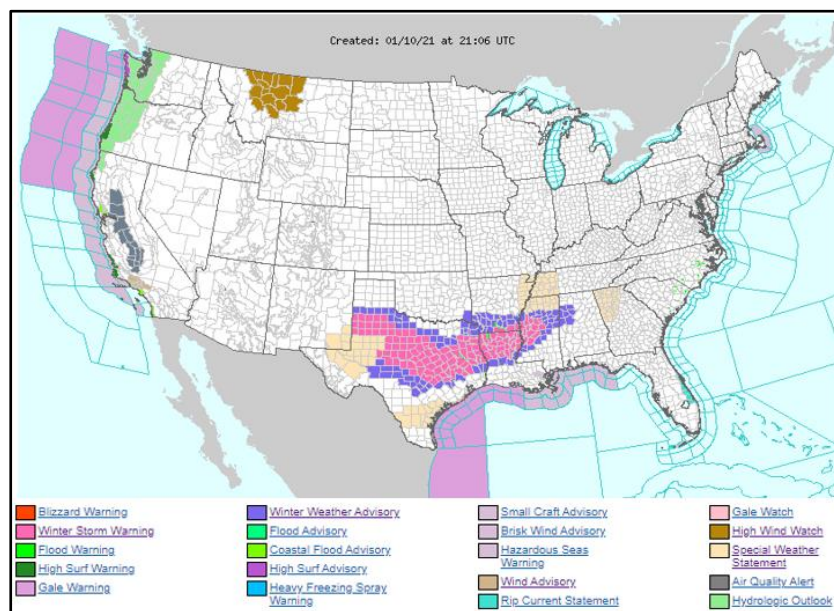 Created: 01/10/21 at 21:06 UTC
Blizzard Warning
Winter Storm Warning
Flood Warning
High Surf Warning
Gale Warning
Winter Weather Advisory
Flood Advisory
Coastal Flood Advisory
High Surf Advisory
Heavy Freezing Spray
Warning
Small Craft Advisory
Brisk Wind Advisory
Hazardous Seas
Warning
Wind Advisory
Rip Current Statement
Gale Watch
High Wind Watch
Special Weather
Statement
Air Quality Alert
Hydrologic Outlook